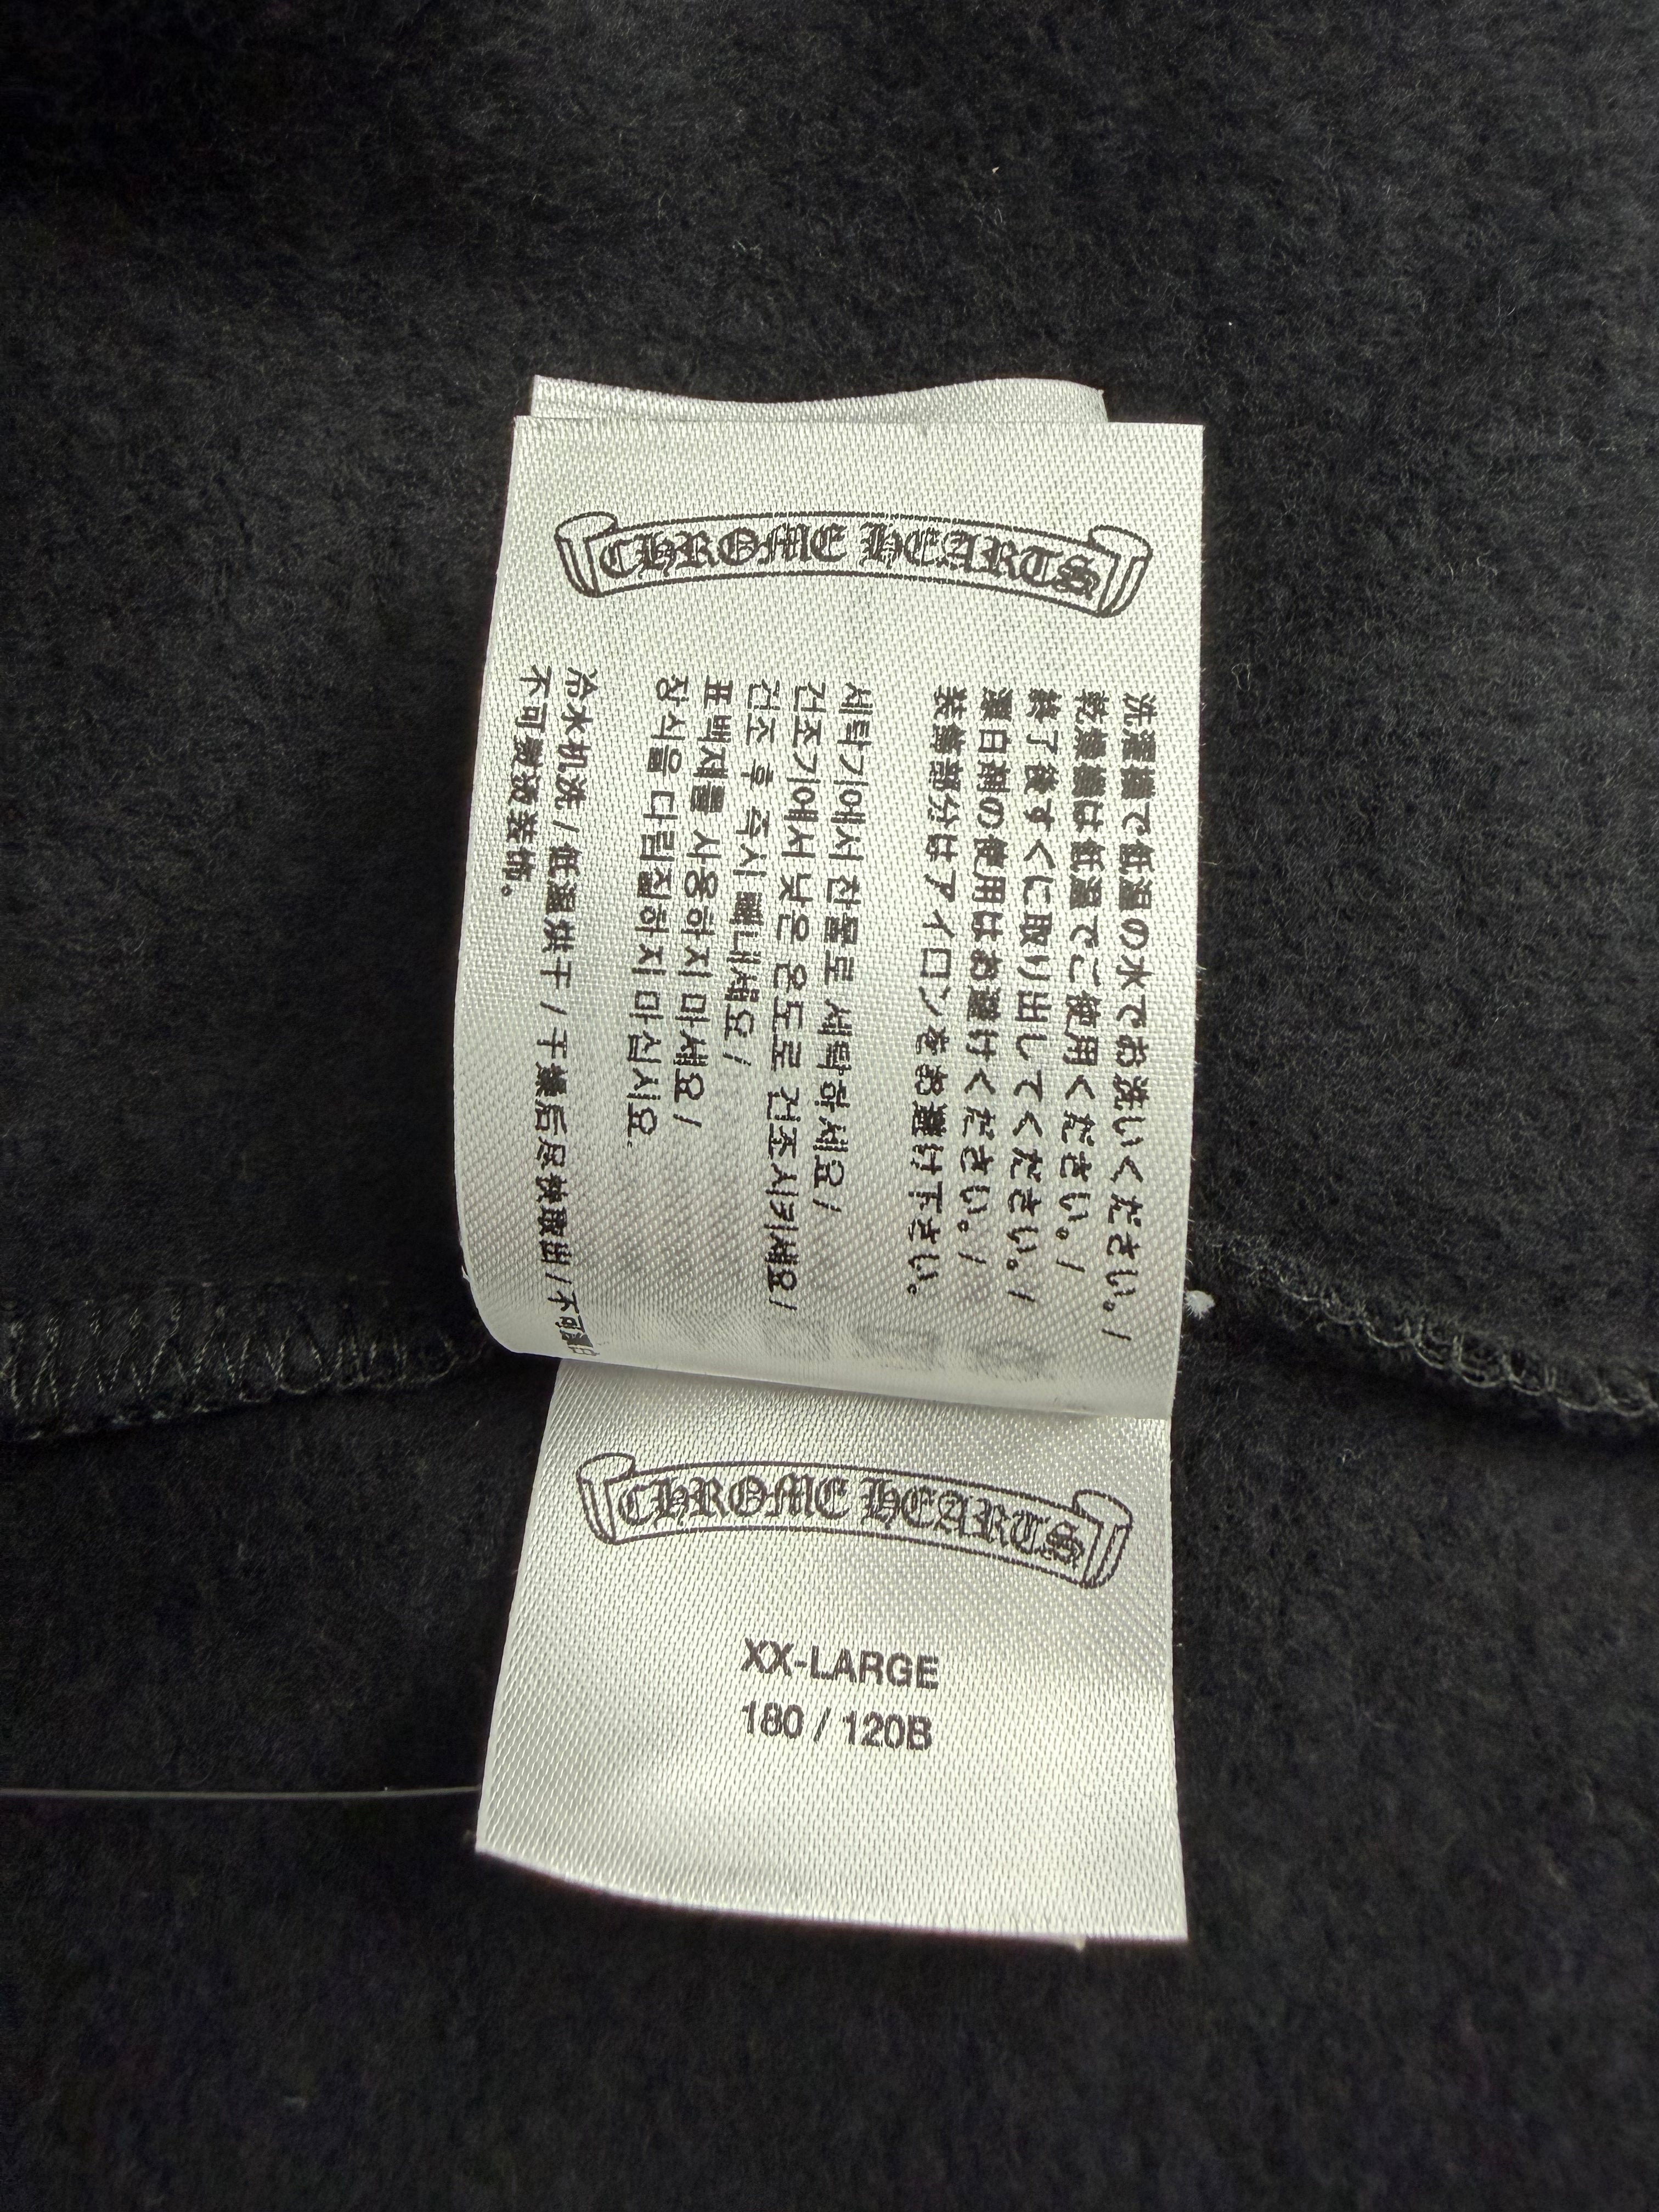 CHROME HEARTS
洗濯機で低温の水でお洗いください。/
乾燥機は低温でご使用ください。/
終了後すぐに取り出してください。/
漂白剤の使用はお避けください。/
装飾部分はアイロンをお避け下さい。
세탁기에서 찬물로 세탁하세요/
건조기에서 낮은 온도로 건조시키세요/
건조 후 즉시 빼내세요/
표백제를 사용하지 마세요/
장식을 다림질하지 마십시오.
冷水机洗/低温烘干/干燥后尽快取出/不可漂白
不可熨烫装饰。
CHROME HEARTS
XX-LARGE
180 / 120B